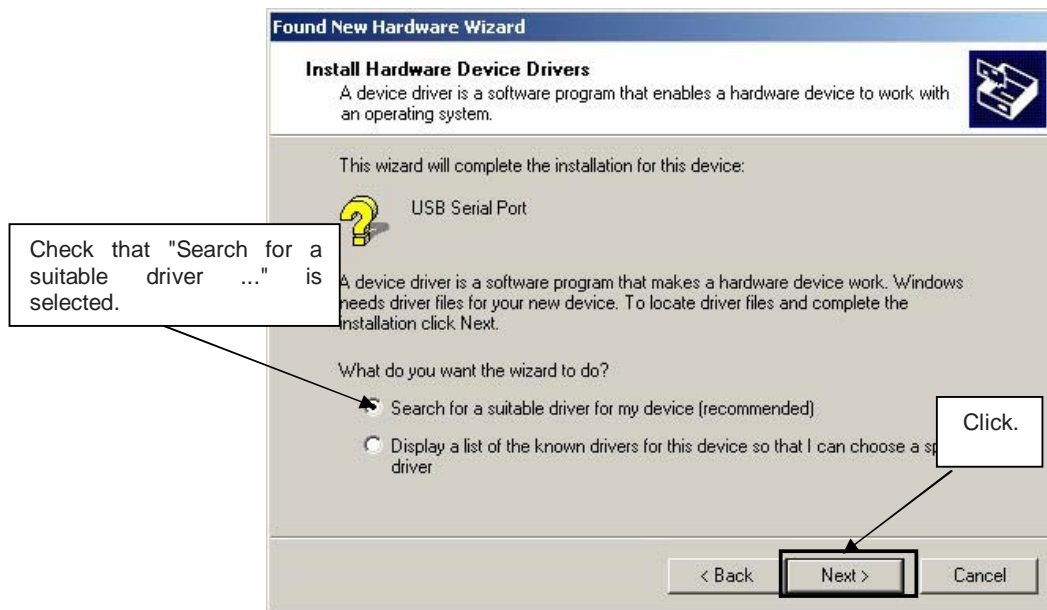 Found New Hardware Wizard
Install Hardware Device Drivers
A device driver is a software program that enables a hardware device to work with
an operating system.
This wizard will complete the installation for this device:
USB Serial Port
Check that "Search for a
suitable driver ..." is
selected.
A device driver is a software program that makes a hardware device work. Windows
needs driver files for your new device. To locate driver files and complete the
installation click Next.
What do you want the wizard to do?
Search for a suitable driver for my device (recommended)
Click.
Display a list of the known drivers for this device so that I can choose a
driver
< Back
Next >
Cancel